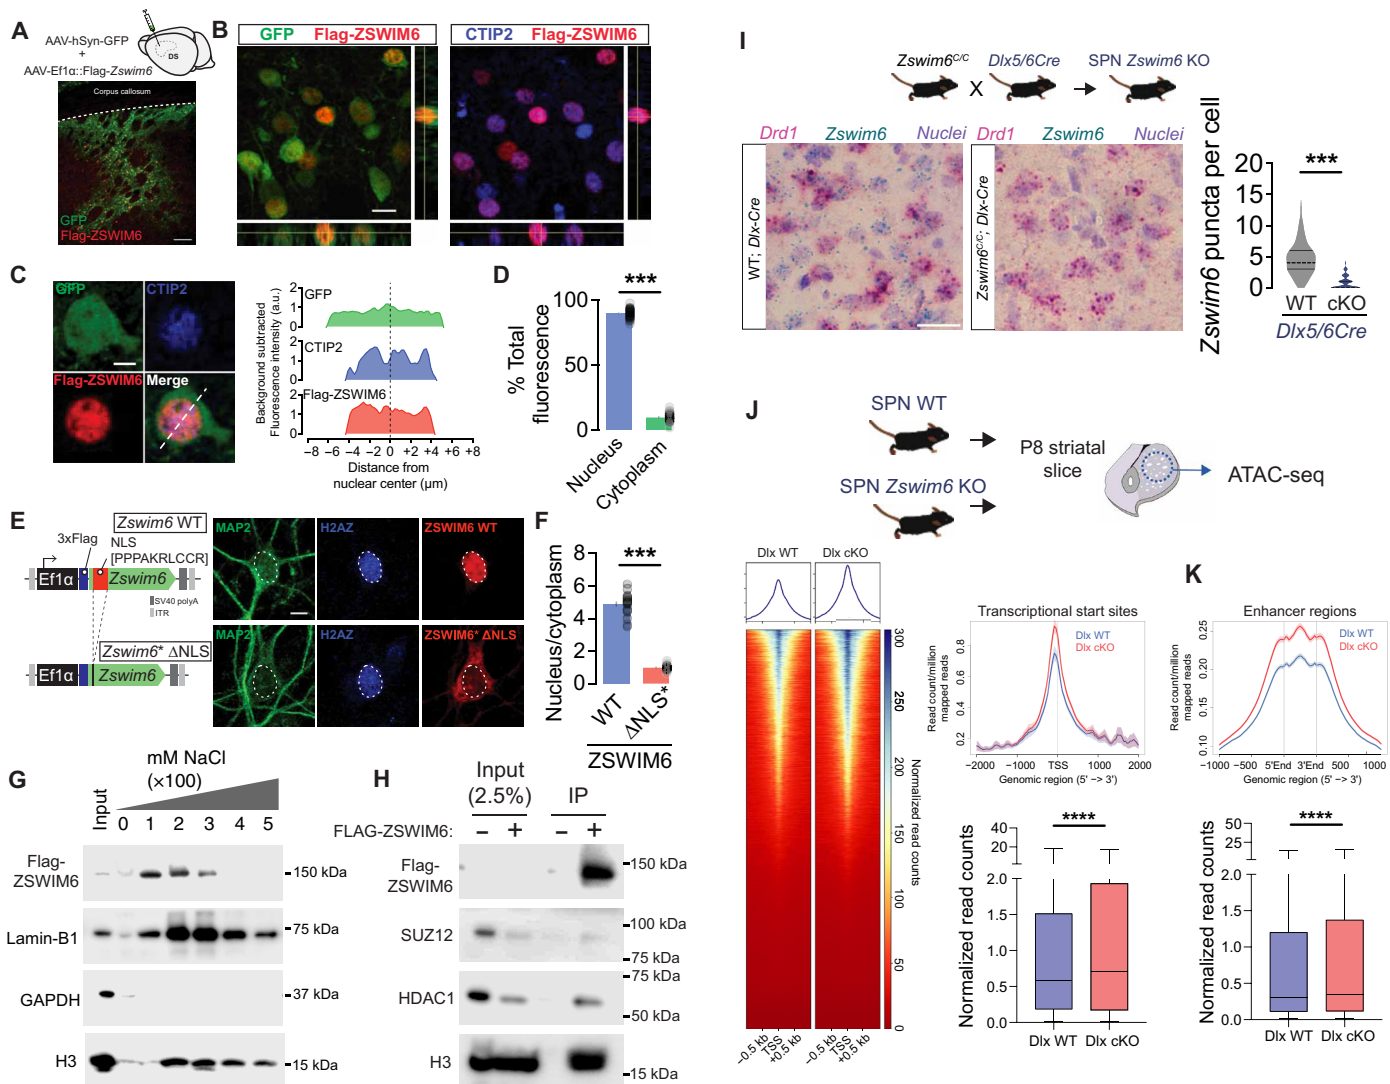 A
AAV-hSyn-GFP
+
AAV-Ef1α::Flag-Zswim6
DS
Corpus callosum
GFP
Flag-ZSWIM6
B
GFP Flag-ZSWIM6
CTIP2 Flag-ZSWIM6
C
GFP
CTIP2
Flag-ZSWIM6
Merge
Background subtracted
Fluorescence intensity (a.u.)
GFP
2
1
0
CTIP2
2
1
0
Flag-ZSWIM6
2
1
0
−8 −6 −4 −2 0 +2 +4 +6 +8
Distance from
nuclear center (µm)
D
% Total
fluorescence
100
50
0
***
Nucleus
Cytoplasm
E
Zswim6 WT
3xFlag
NLS
[PPPAKRLCCR]
Ef1α
Zswim6
SV40 polyA
ITR
Zswim6* ΔNLS
Ef1α
Zswim6
MAP2
H2AZ
ZSWIM6 WT
MAP2
H2AZ
ZSWIM6* ΔNLS
F
Nucleus/cytoplasm
8
6
4
2
0
***
WT
ΔNLS*
ZSWIM6
G
mM NaCl
(×100)
Input 0 1 2 3 4 5
Flag-
ZSWIM6
150 kDa
Lamin-B1
75 kDa
GAPDH
37 kDa
H3
15 kDa
H
Input
(2.5%)
IP
FLAG-ZSWIM6: − + − +
Flag-
ZSWIM6
150 kDa
SUZ12
100 kDa
75 kDa
HDAC1
75 kDa
50 kDa
H3
15 kDa
I
Zswim6C/C
X
Dlx5/6Cre
SPN Zswim6 KO
Drd1 Zswim6 Nuclei
WT; Dlx-Cre
Drd1 Zswim6 Nuclei
Zswim6C/C; Dlx-Cre
Zswim6 puncta per cell
20
15
10
5
0
***
WT cKO
Dlx5/6Cre
J
SPN WT
SPN Zswim6 KO
P8 striatal
slice
ATAC-seq
Dlx WT
Dlx cKO
300
250
200
150
100
50
0
Normalized read counts
−0.5 kb
TSS
+0.5 kb
−0.5 kb
TSS
+0.5 kb
Transcriptional start sites
Dlx WT
Dlx cKO
Read count/million
mapped reads
0.8
0.6
0.4
0.2
−2000 −1000 TSS 1000 2000
Genomic region (5' −> 3')
Normalized read counts
40
20
2.0
1.5
1.0
0.5
0.0
****
Dlx WT Dlx cKO
K
Enhancer regions
Dlx WT
Dlx cKO
Read count/million
mapped reads
0.25
0.20
0.15
0.10
−1000 −500 5'End 3'End 500 1000
Genomic region (5' −> 3')
Normalized read counts
50
25
2.0
1.5
1.0
0.5
0.0
****
Dlx WT Dlx cKO